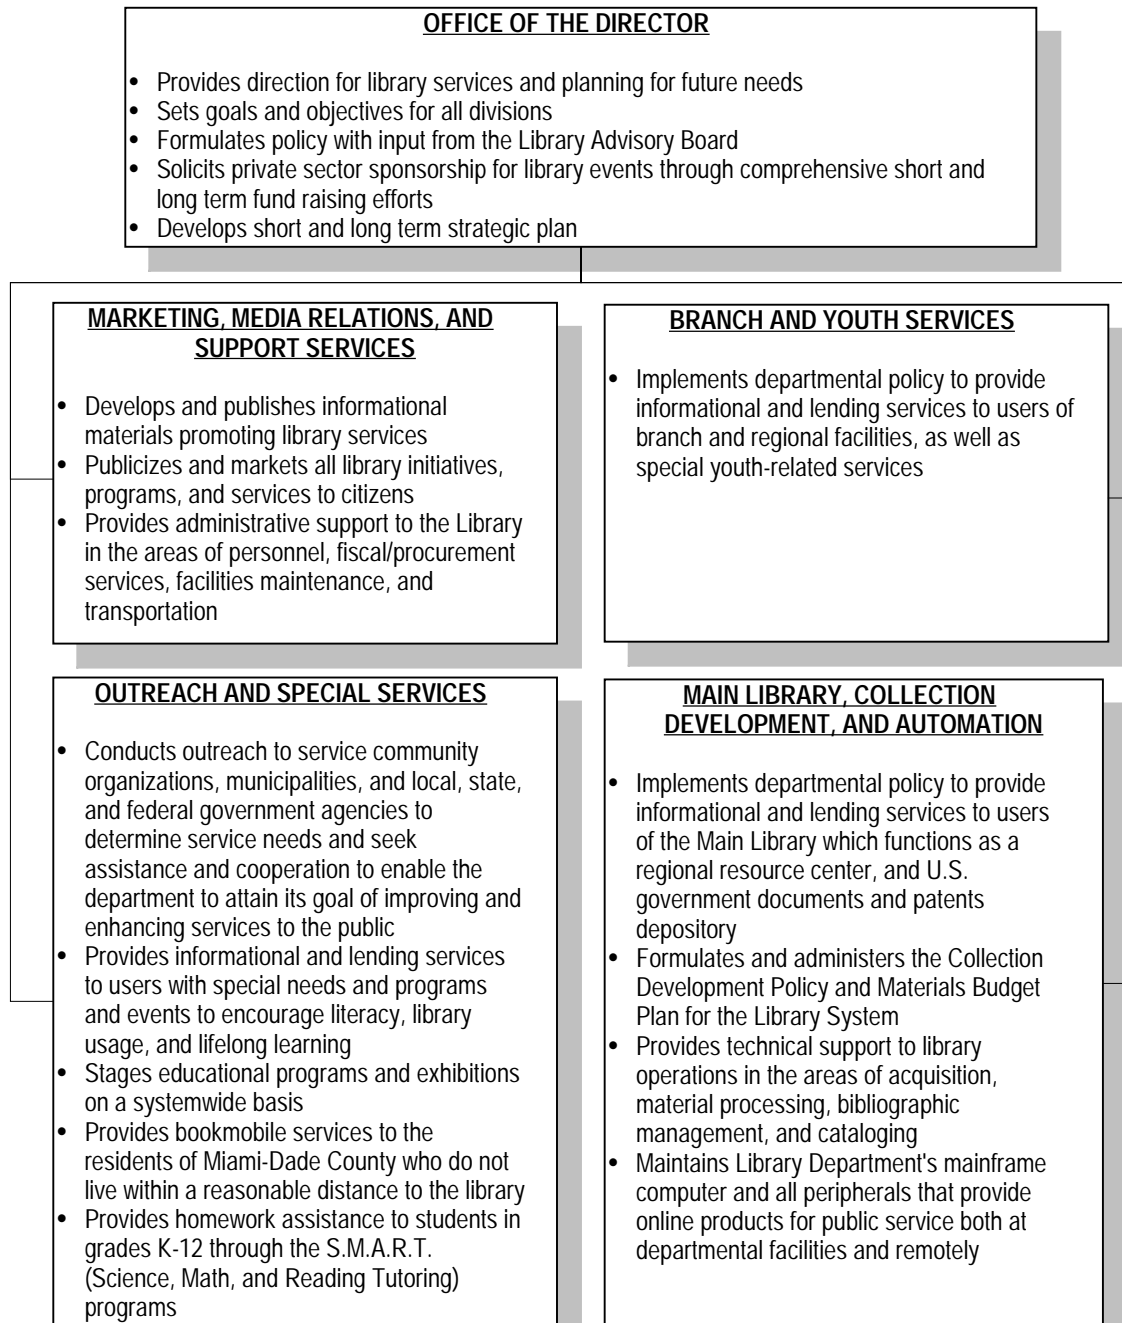 OFFICE OF THE DIRECTOR
• Provides direction for library services and planning for future needs
• Sets goals and objectives for all divisions
• Formulates policy with input from the Library Advisory Board
• Solicits private sector sponsorship for library events through comprehensive short and
long term fund raising efforts
• Develops short and long term strategic plan
MARKETING, MEDIA RELATIONS, AND
SUPPORT SERVICES
• Develops and publishes informational
materials promoting library services
• Publicizes and markets all library initiatives,
programs, and services to citizens
• Provides administrative support to the Library
in the areas of personnel, fiscal/procurement
services, facilities maintenance, and
transportation
BRANCH AND YOUTH SERVICES
• Implements departmental policy to provide
informational and lending services to users of
branch and regional facilities, as well as
special youth-related services
OUTREACH AND SPECIAL SERVICES
• Conducts outreach to service community
organizations, municipalities, and local, state,
and federal government agencies to
determine service needs and seek
assistance and cooperation to enable the
department to attain its goal of improving and
enhancing services to the public
• Provides informational and lending services
to users with special needs and programs
and events to encourage literacy, library
usage, and lifelong learning
• Stages educational programs and exhibitions
on a systemwide basis
• Provides bookmobile services to the
residents of Miami-Dade County who do not
live within a reasonable distance to the library
• Provides homework assistance to students in
grades K-12 through the S.M.A.R.T.
(Science, Math, and Reading Tutoring)
programs
MAIN LIBRARY, COLLECTION
DEVELOPMENT, AND AUTOMATION
• Implements departmental policy to provide
informational and lending services to users
of the Main Library which functions as a
regional resource center, and U.S.
government documents and patents
depository
• Formulates and administers the Collection
Development Policy and Materials Budget
Plan for the Library System
• Provides technical support to library
operations in the areas of acquisition,
material processing, bibliographic
management, and cataloging
• Maintains Library Department's mainframe
computer and all peripherals that provide
online products for public service both at
departmental facilities and remotely